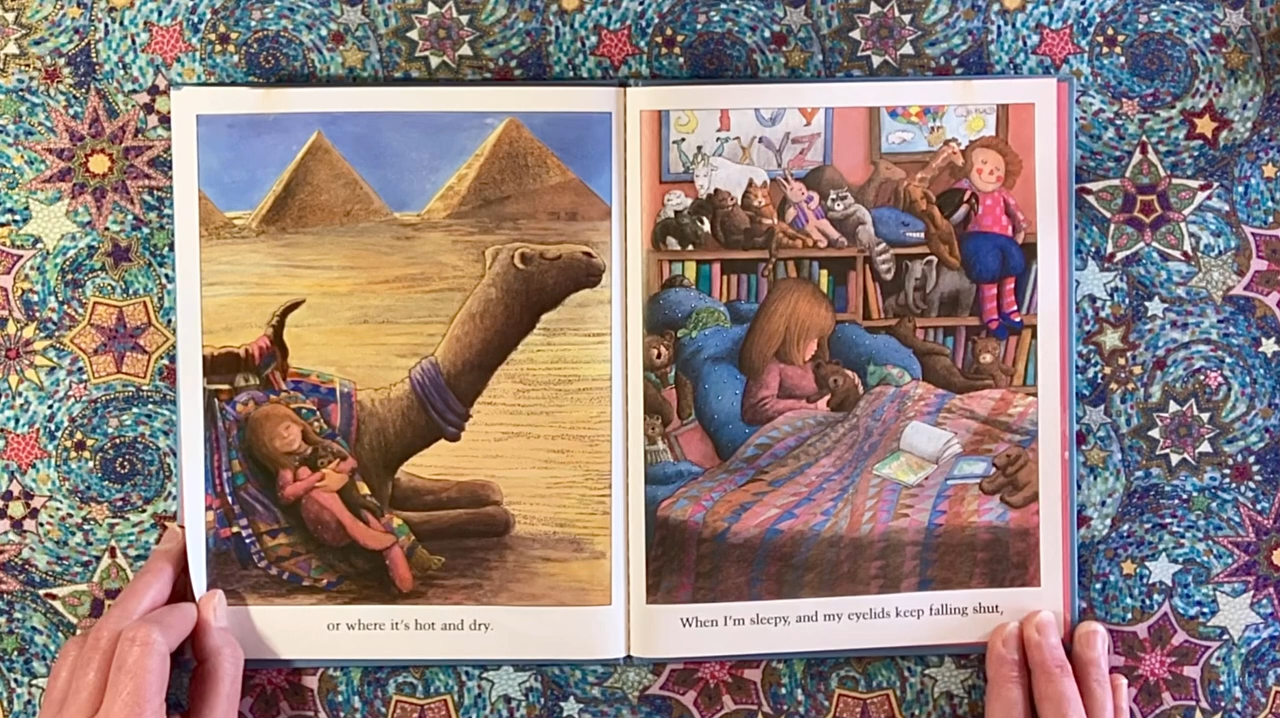 or where it's hot and dry.
S T U V
W X Y Z
When I'm sleepy, and my eyelids keep falling shut,